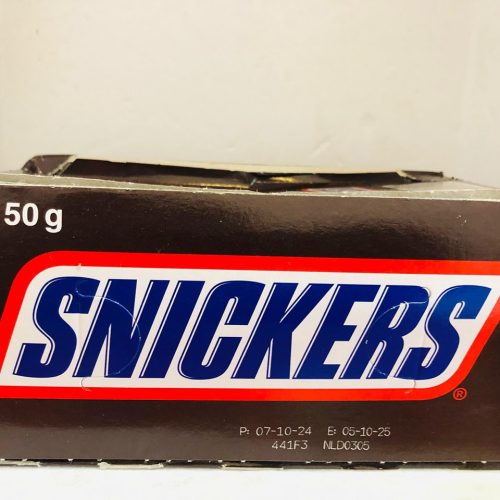 50 g
SNICKERS
®
P: 07-10-24 E: 05-10-25
441F3 NLD0305